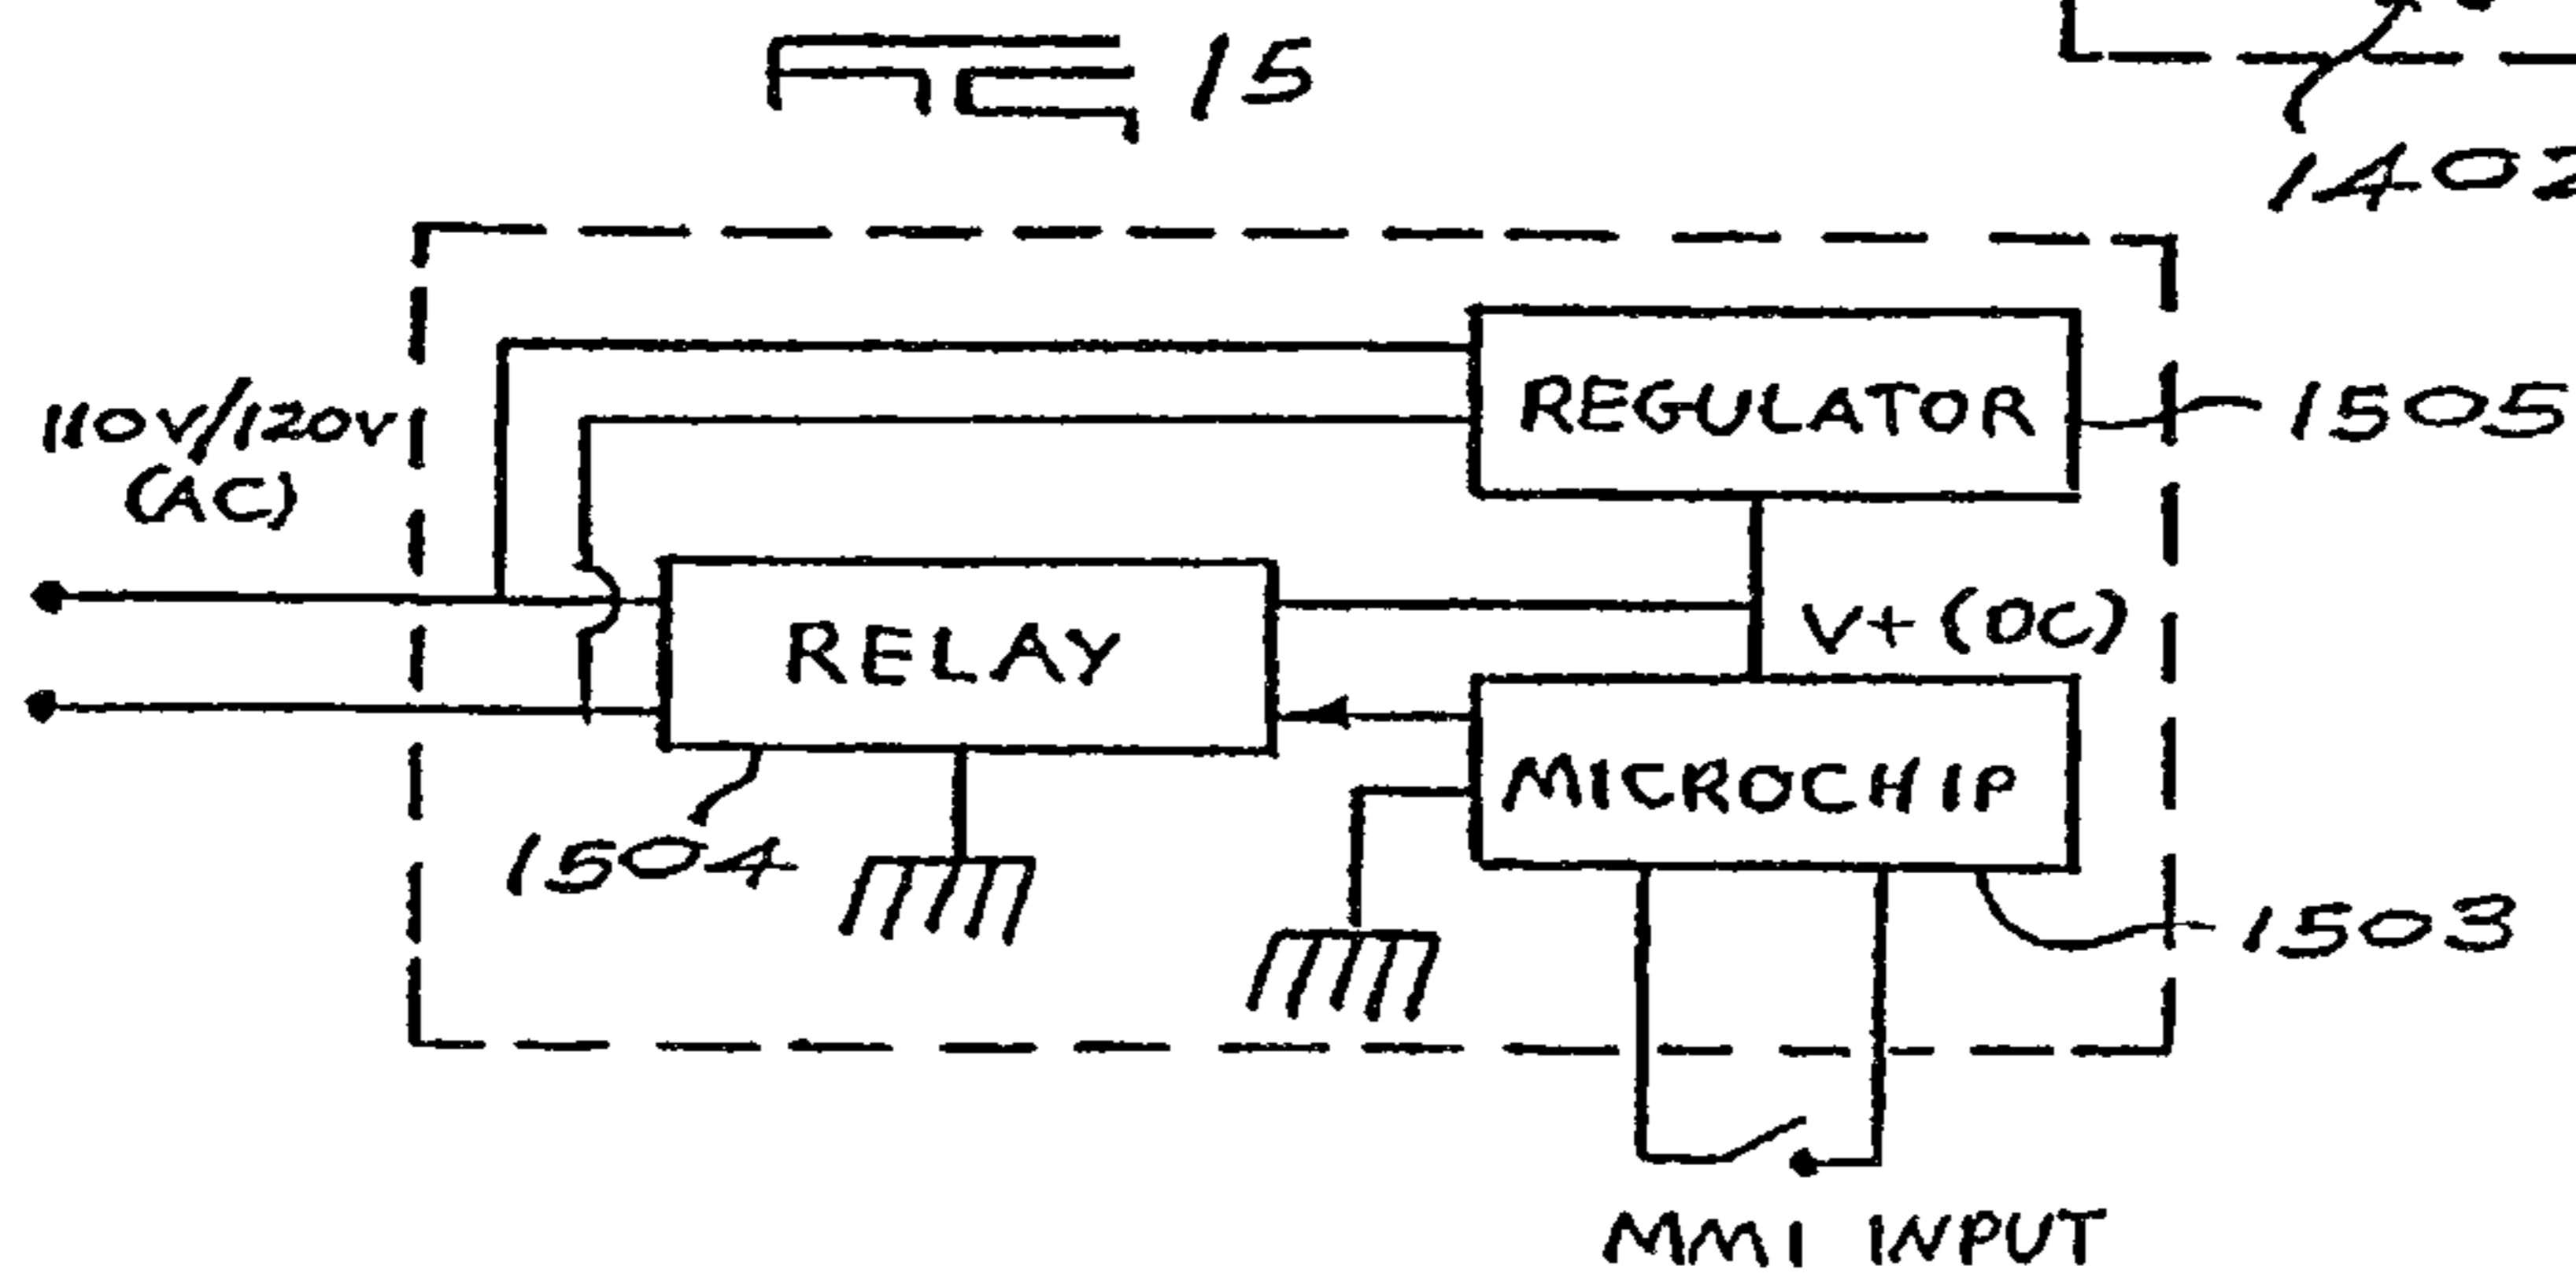 FIG 15
1402
110V/120V
(AC)
REGULATOR
1505
RELAY
V+ (DC)
MICROCHIP
1504
1503
MMI INPUT